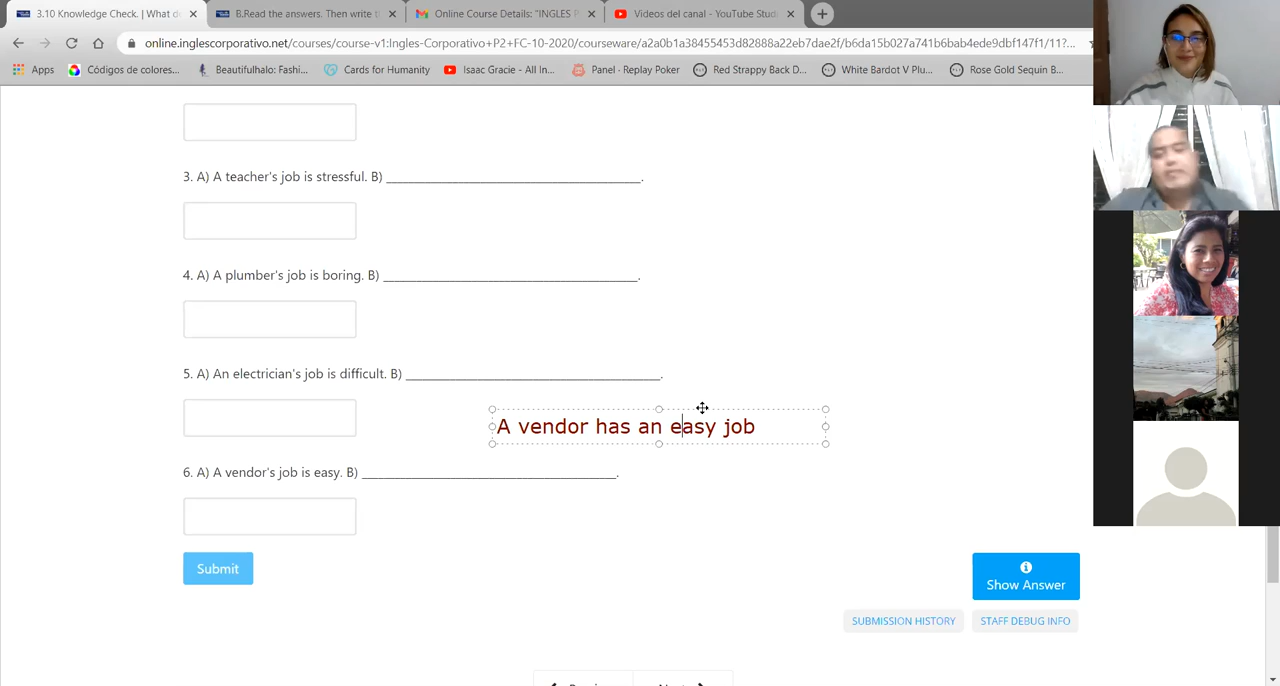 3.10 Knowledge Check. | What d
B.Read the answers. Then write t
Online Course Details: "INGLES P
Videos del canal - YouTube Stud
online.inglescorporativo.net/courses/course-v1:Ingles-Corporativo+P2+FC-10-2020/courseware/a2a0b1a38455453d82888a22eb7dae2f/b6da15b027a741b6bab4ede9dbf147f1/11?...
Apps
Códigos de colores...
Beautifulhalo: Fashi...
Cards for Humanity
Isaac Gracie - All In...
Panel · Replay Poker
Red Strappy Back D...
White Bardot V Plu...
Rose Gold Sequin B...
3. A) A teacher's job is stressful. B) ____________________________________.
4. A) A plumber's job is boring. B) ____________________________________.
5. A) An electrician's job is difficult. B) ____________________________________.
A vendor has an easy job
6. A) A vendor's job is easy. B) ____________________________________.
Submit
Show Answer
SUBMISSION HISTORY
STAFF DEBUG INFO